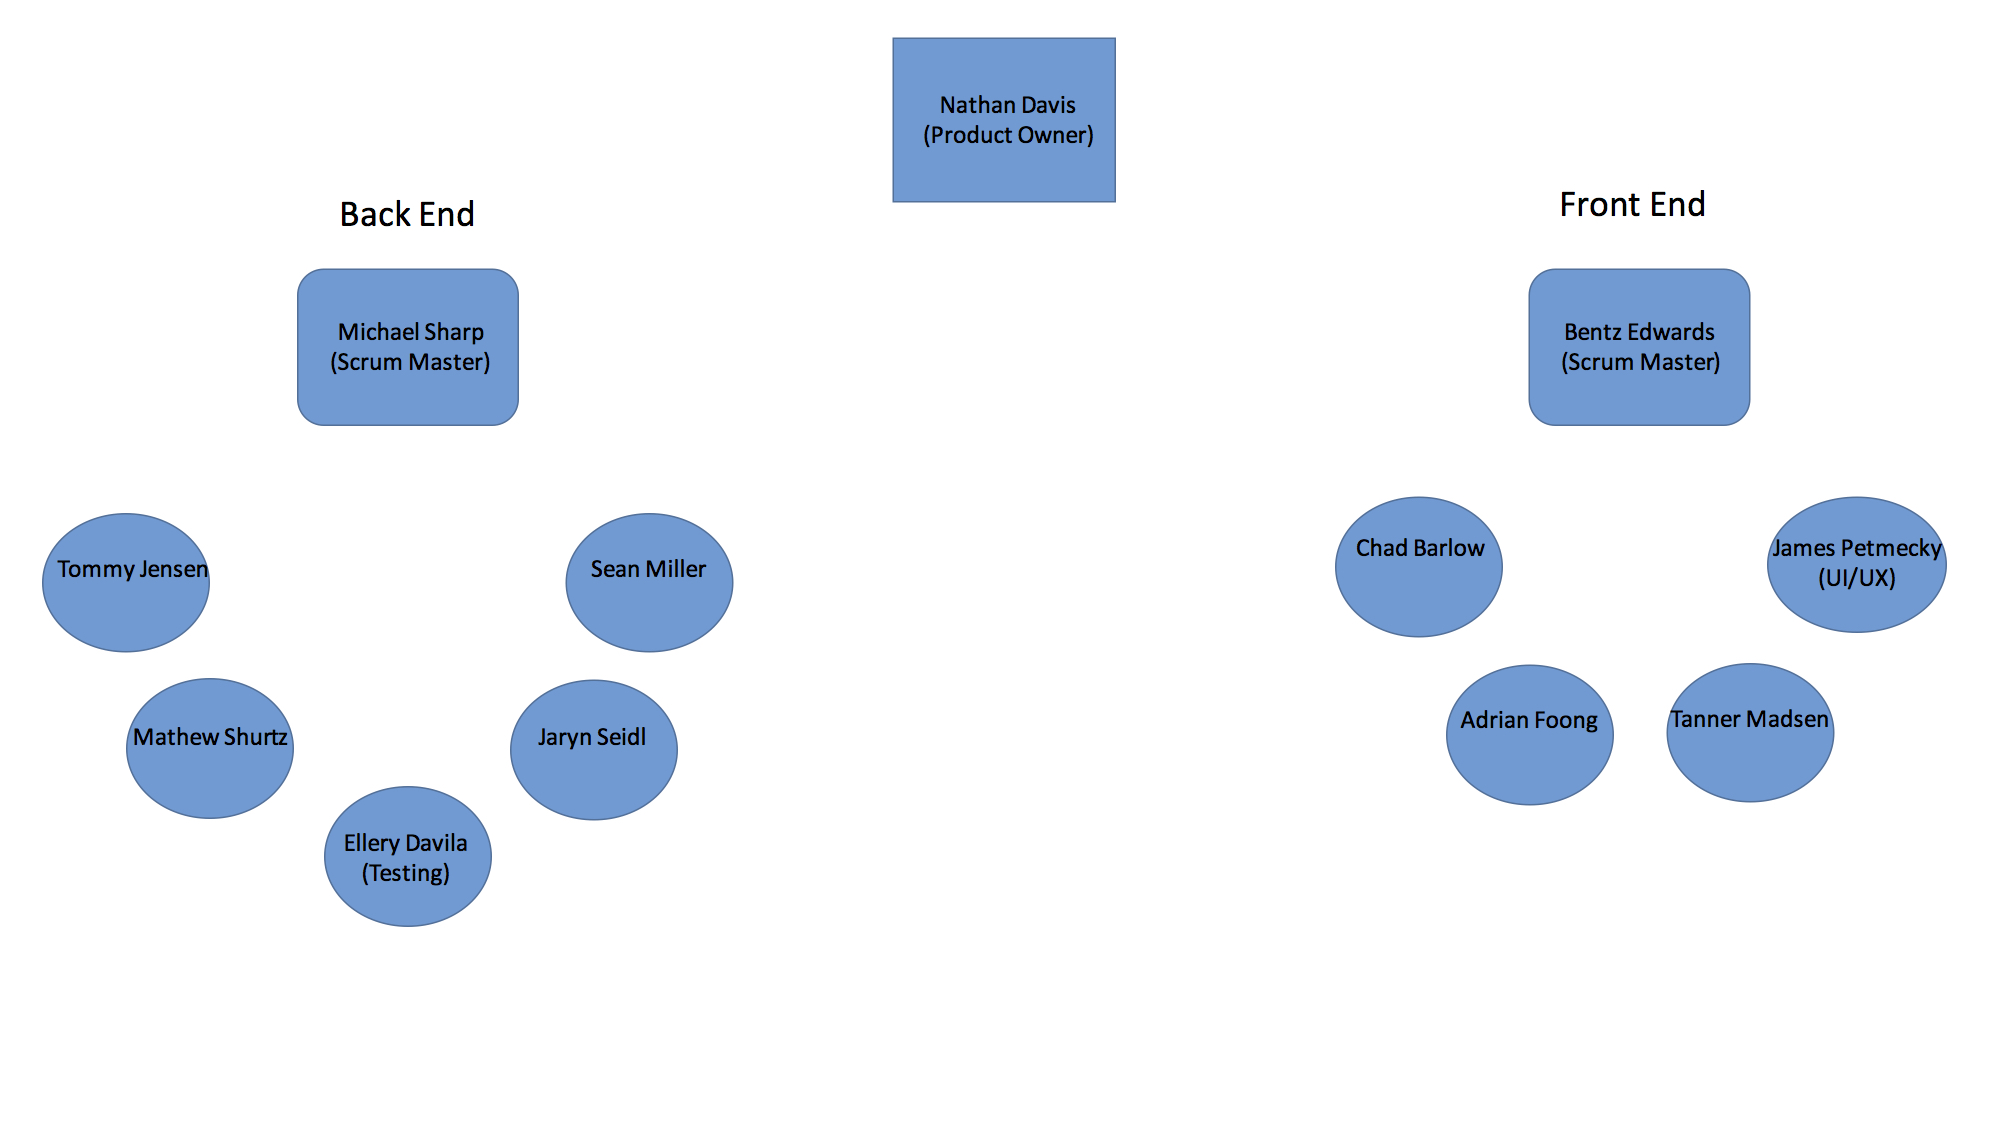 Nathan Davis
(Product Owner)
Back End
Front End
Michael Sharp
(Scrum Master)
Bentz Edwards
(Scrum Master)
Tommy Jensen
Sean Miller
Chad Barlow
James Petmecky
(UI/UX)
Mathew Shurtz
Jaryn Seidl
Adrian Foong
Tanner Madsen
Ellery Davila
(Testing)